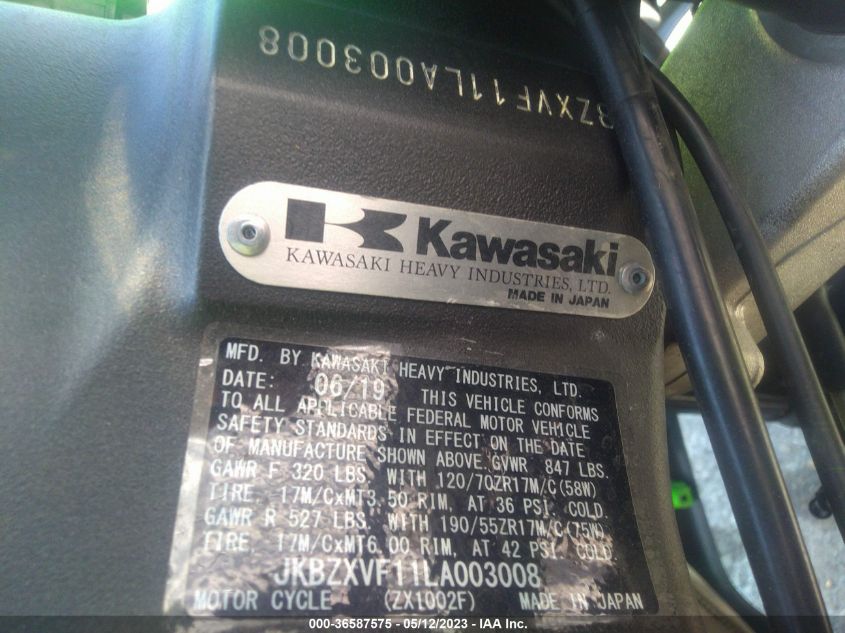 BZXVF11LA003008
Kawasaki
KAWASAKI HEAVY INDUSTRIES, LTD.
MADE IN JAPAN
MFD. BY KAWASAKI HEAVY INDUSTRIES, LTD.
DATE: 06/19 THIS VEHICLE CONFORMS
TO ALL APPLICABLE FEDERAL MOTOR VEHICLE
SAFETY STANDARDS IN EFFECT ON THE DATE
OF MANUFACTURE SHOWN ABOVE. GVWR 847 LBS.
GAWR F 320 LBS. WITH 120/70ZR17M/C(58W)
TIRE, 17M/CxMT3.50 RIM, AT 36 PSI, COLD.
GAWR R 527 LBS. WITH 190/55ZR17M/C(75W)
TIRE, 17M/CxMT6.00 RIM, AT 42 PSI, COLD.
JKBZXVF11LA003008
MOTOR CYCLE (ZX1002F) MADE IN JAPAN
000-36587575 - 05/12/2023 - IAA Inc.